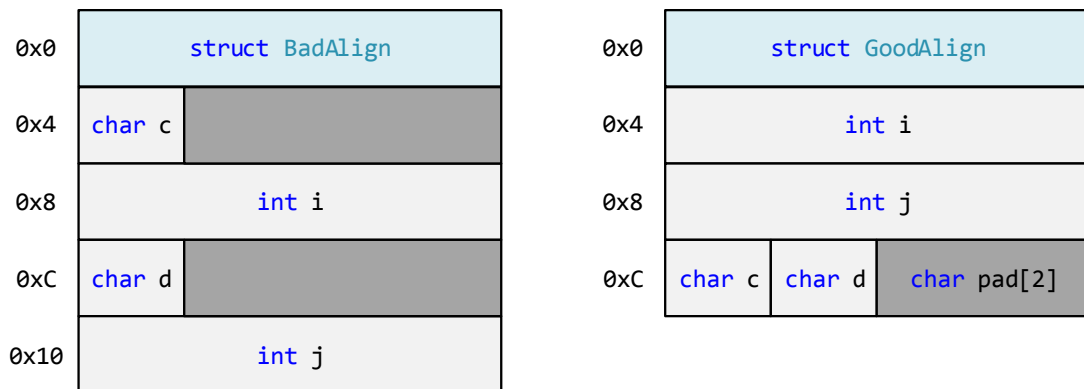 0x0 struct BadAlign
0x4 char c
0x8 int i
0xC char d
0x10 int j
0x0 struct GoodAlign
0x4 int i
0x8 int j
0xC char c char d char pad[2]